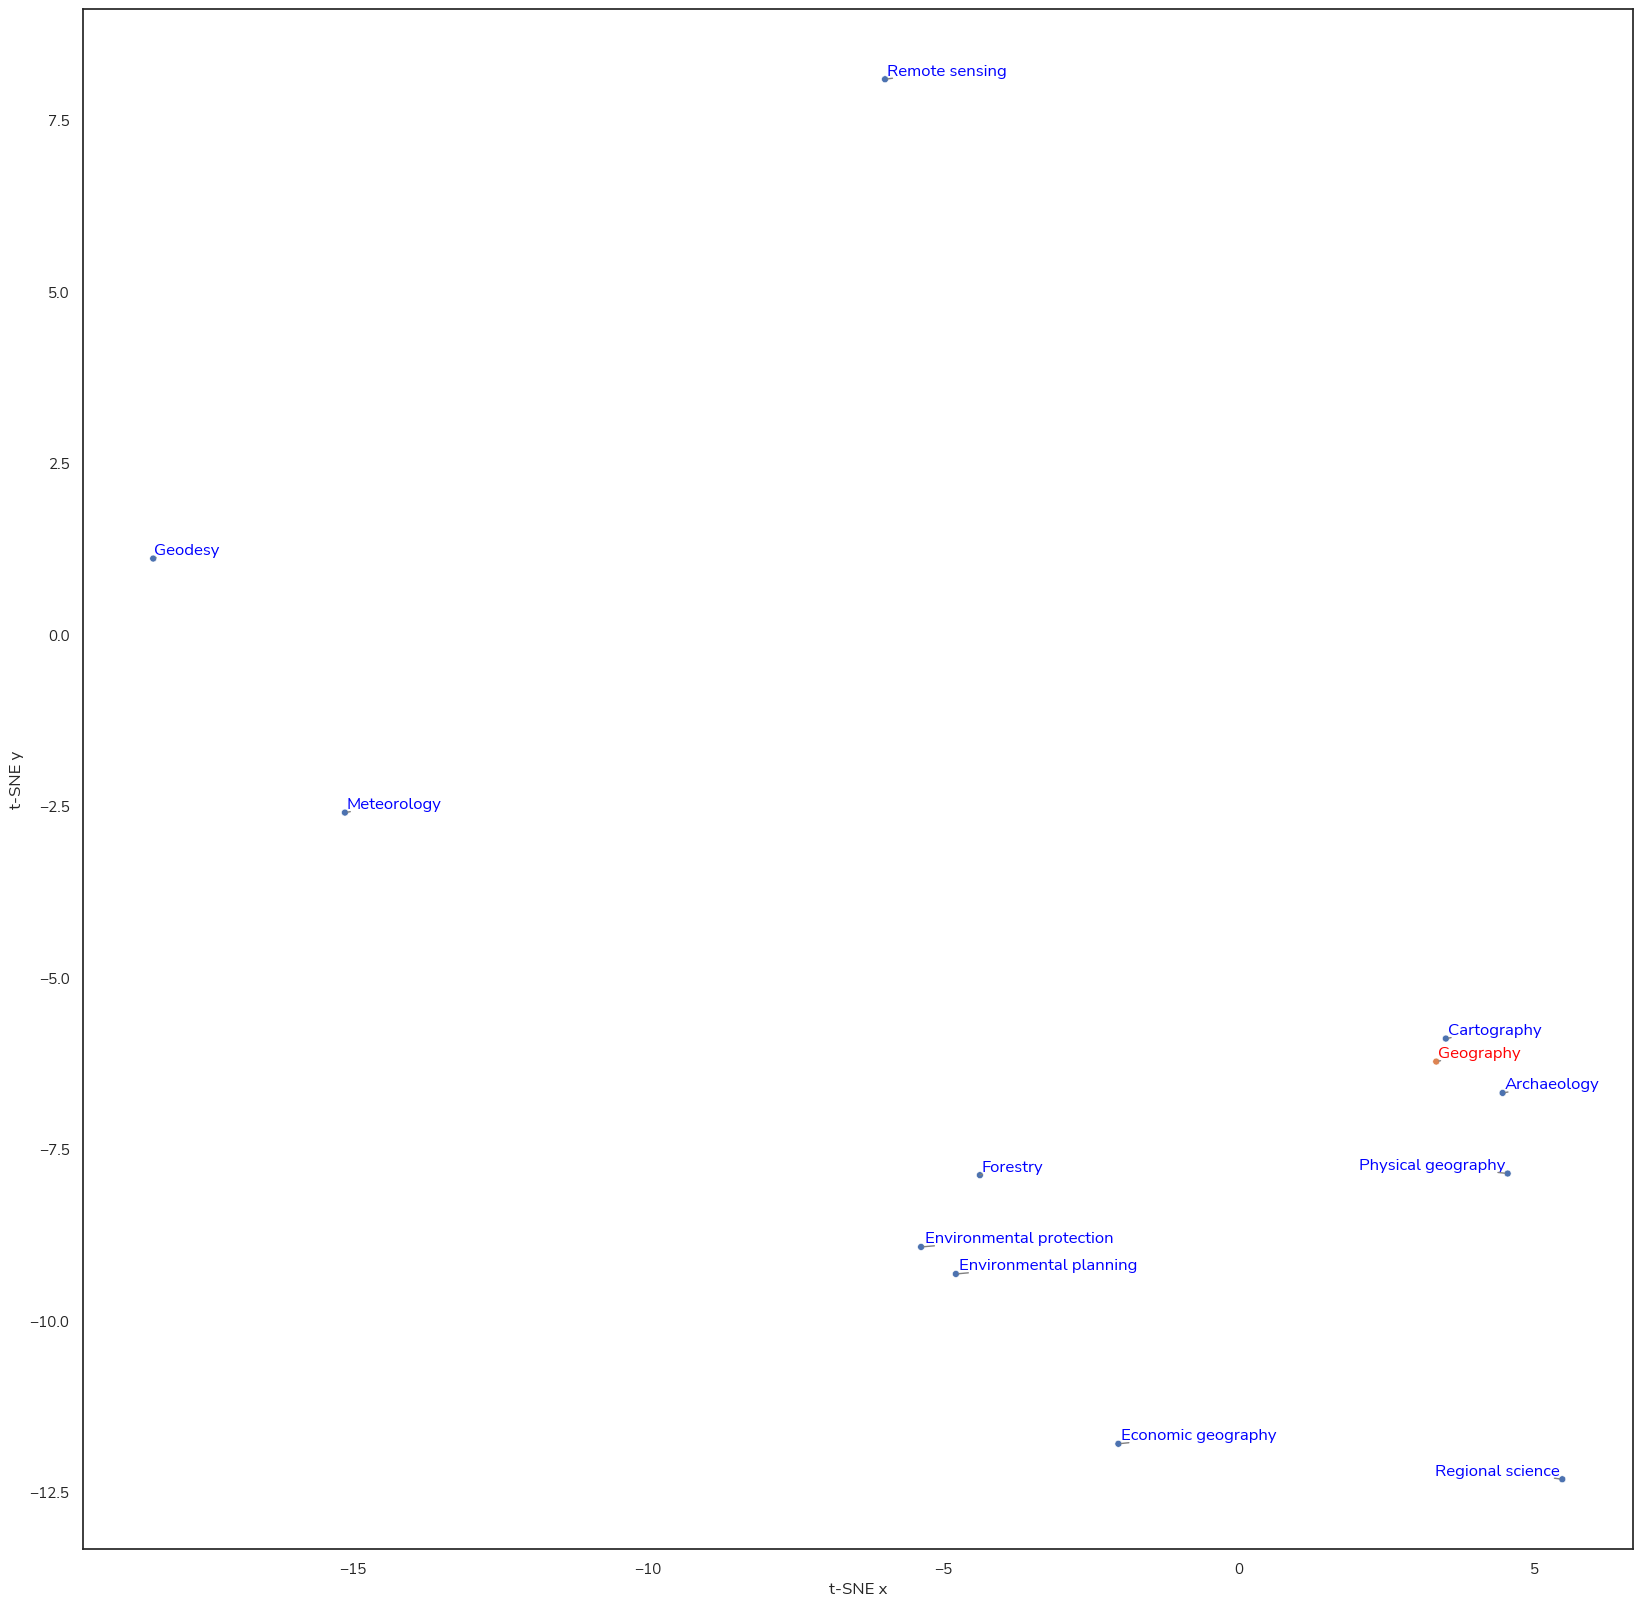 Remote sensing
7.5
5.0
2.5
Geodesy
0.0
t-SNE y
−2.5
Meteorology
−5.0
Cartography
Geography
Archaeology
−7.5
Forestry
Physical geography
Environmental protection
Environmental planning
−10.0
Economic geography
Regional science
−12.5
−15
−10
−5
0
5
t-SNE x